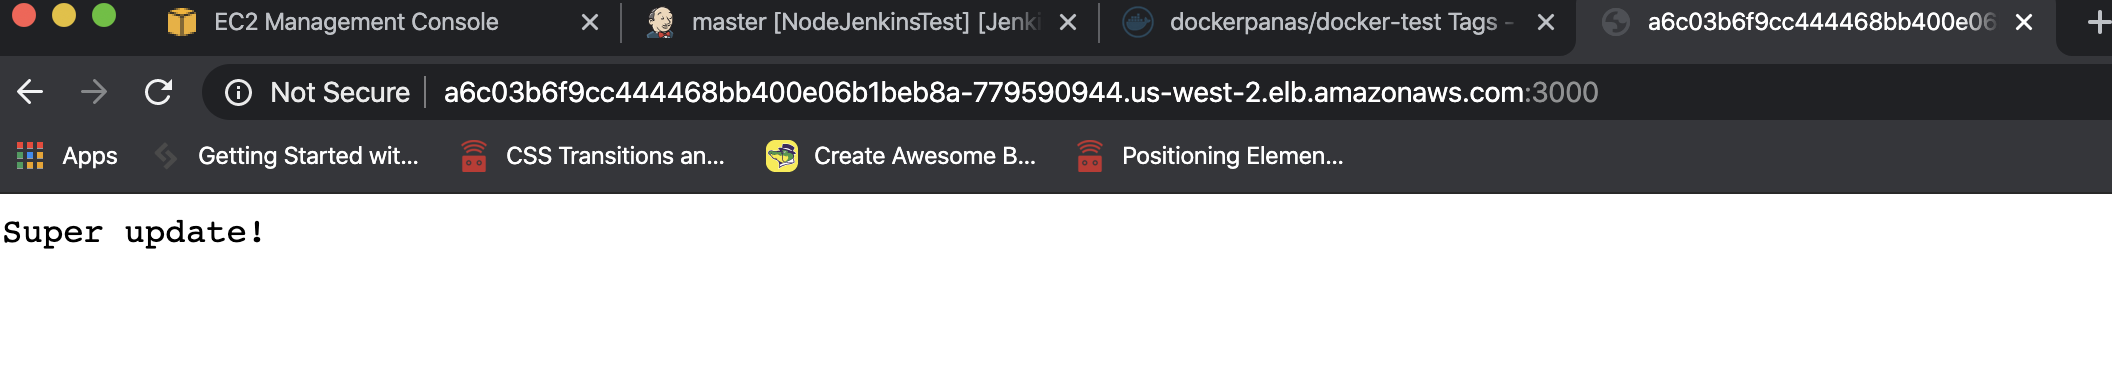 EC2 Management Console
master [NodeJenkinsTest] [Jenki
dockerpanas/docker-test Tags -
a6c03b6f9cc444468bb400e06
Not Secure
a6c03b6f9cc444468bb400e06b1beb8a-779590944.us-west-2.elb.amazonaws.com:3000
Apps
Getting Started wit...
CSS Transitions an...
Create Awesome B...
Positioning Elemen...
Super update!